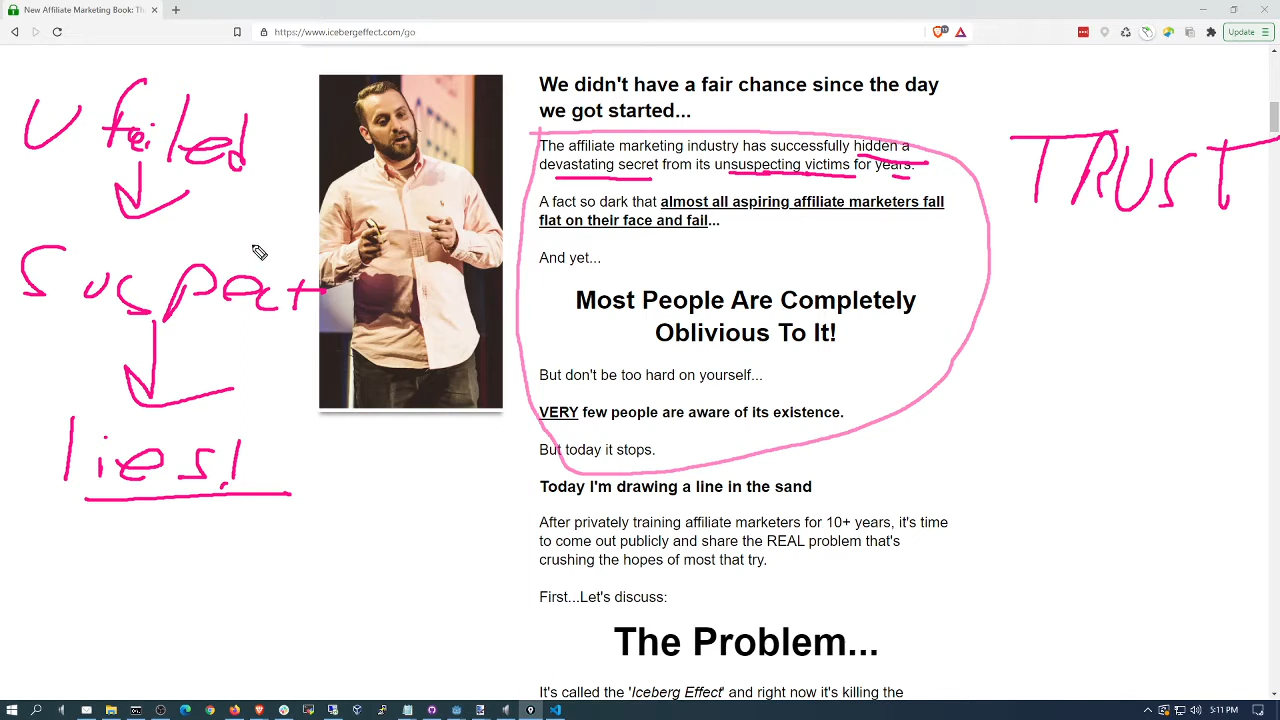 New Affiliate Marketing Book: Th
https://www.icebergeffect.com/go
Update
We didn't have a fair chance since the day
we got started...
The affiliate marketing industry has successfully hidden a
devastating secret from its unsuspecting victims for years.
A fact so dark that almost all aspiring affiliate marketers fall
flat on their face and fail...
And yet...
Most People Are Completely
Oblivious To It!
But don't be too hard on yourself...
VERY few people are aware of its existence.
But today it stops.
Today I'm drawing a line in the sand
After privately training affiliate marketers for 10+ years, it's time
to come out publicly and share the REAL problem that's
crushing the hopes of most that try.
First...Let's discuss:
The Problem...
It's called the 'Iceberg Effect' and right now it's killing the
U failed
Suspect
lies!
TRUST
5:11 PM